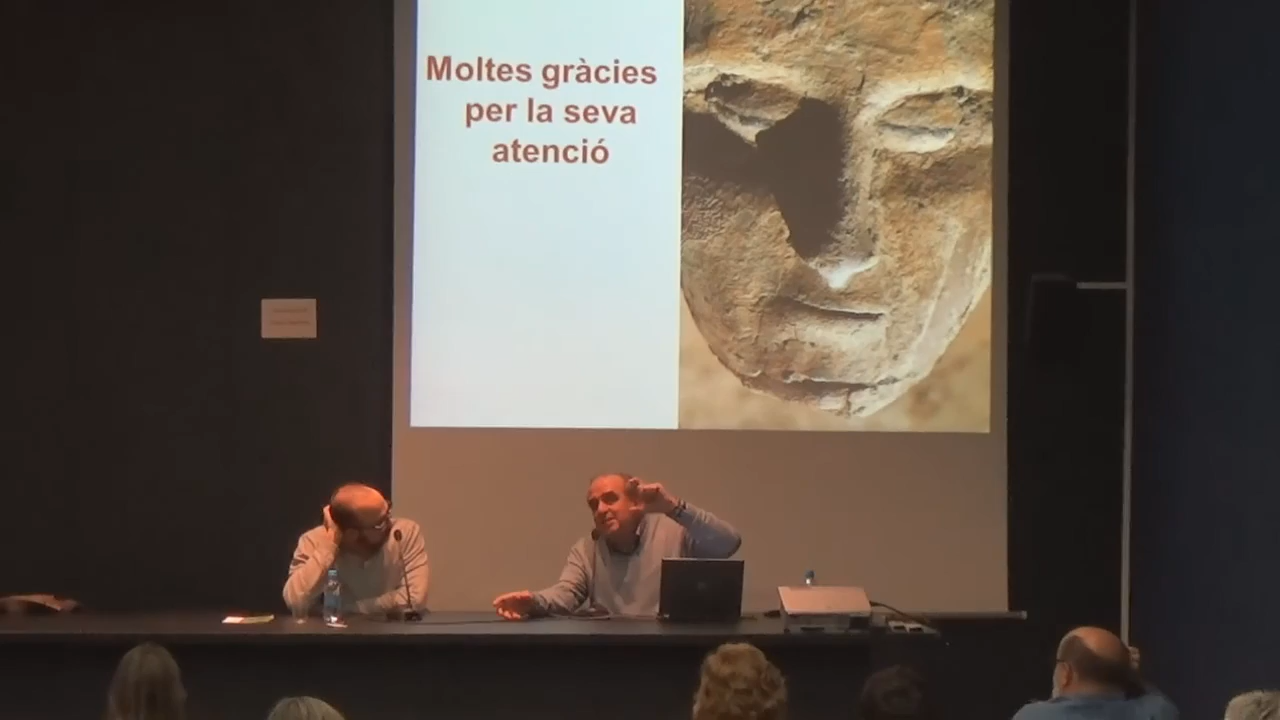 Moltes gràcies
per la seva
atenció